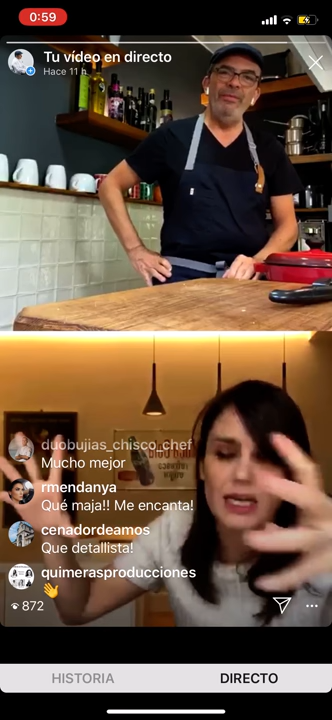 0:59
Tu vídeo en directo
Hace 11 h
duobujias_chisco_chef
Mucho mejor
rmendanya
Qué maja!! Me encanta!
cenadordeamos
Que detallista!
quimerasproducciones
👋
872
HISTORIA
DIRECTO